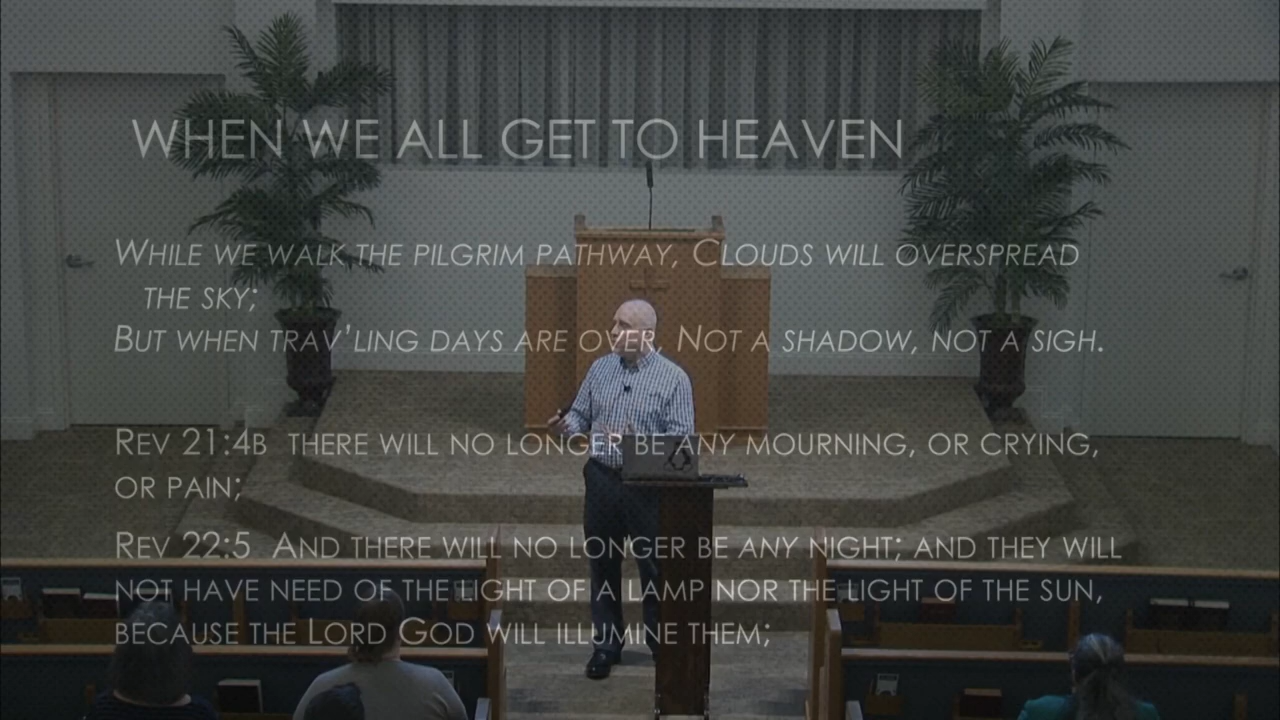 WHEN WE ALL GET TO HEAVEN
WHILE WE WALK THE PILGRIM PATHWAY, CLOUDS WILL OVERSPREAD
THE SKY;
BUT WHEN TRAV'LING DAYS ARE OVER, NOT A SHADOW, NOT A SIGH.
REV 21:4B THERE WILL NO LONGER BE ANY MOURNING, OR CRYING,
OR PAIN;
REV 22:5 AND THERE WILL NO LONGER BE ANY NIGHT; AND THEY WILL
NOT HAVE NEED OF THE LIGHT OF A LAMP NOR THE LIGHT OF THE SUN,
BECAUSE THE LORD GOD WILL ILLUMINE THEM;